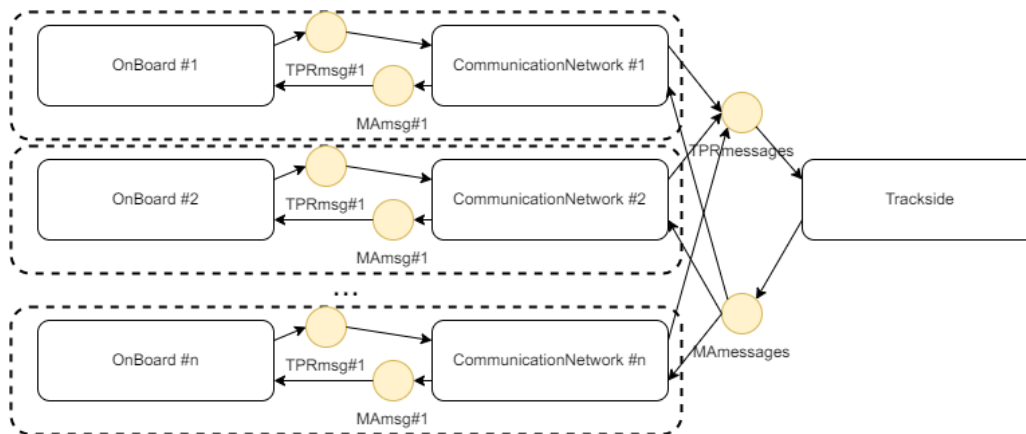 OnBoard #1
TPRmsg#1
MAmsg#1
CommunicationNetwork #1
OnBoard #2
TPRmsg#1
MAmsg#1
CommunicationNetwork #2
...
OnBoard #n
TPRmsg#1
MAmsg#1
CommunicationNetwork #n
TPRmessages
Trackside
MAmessages